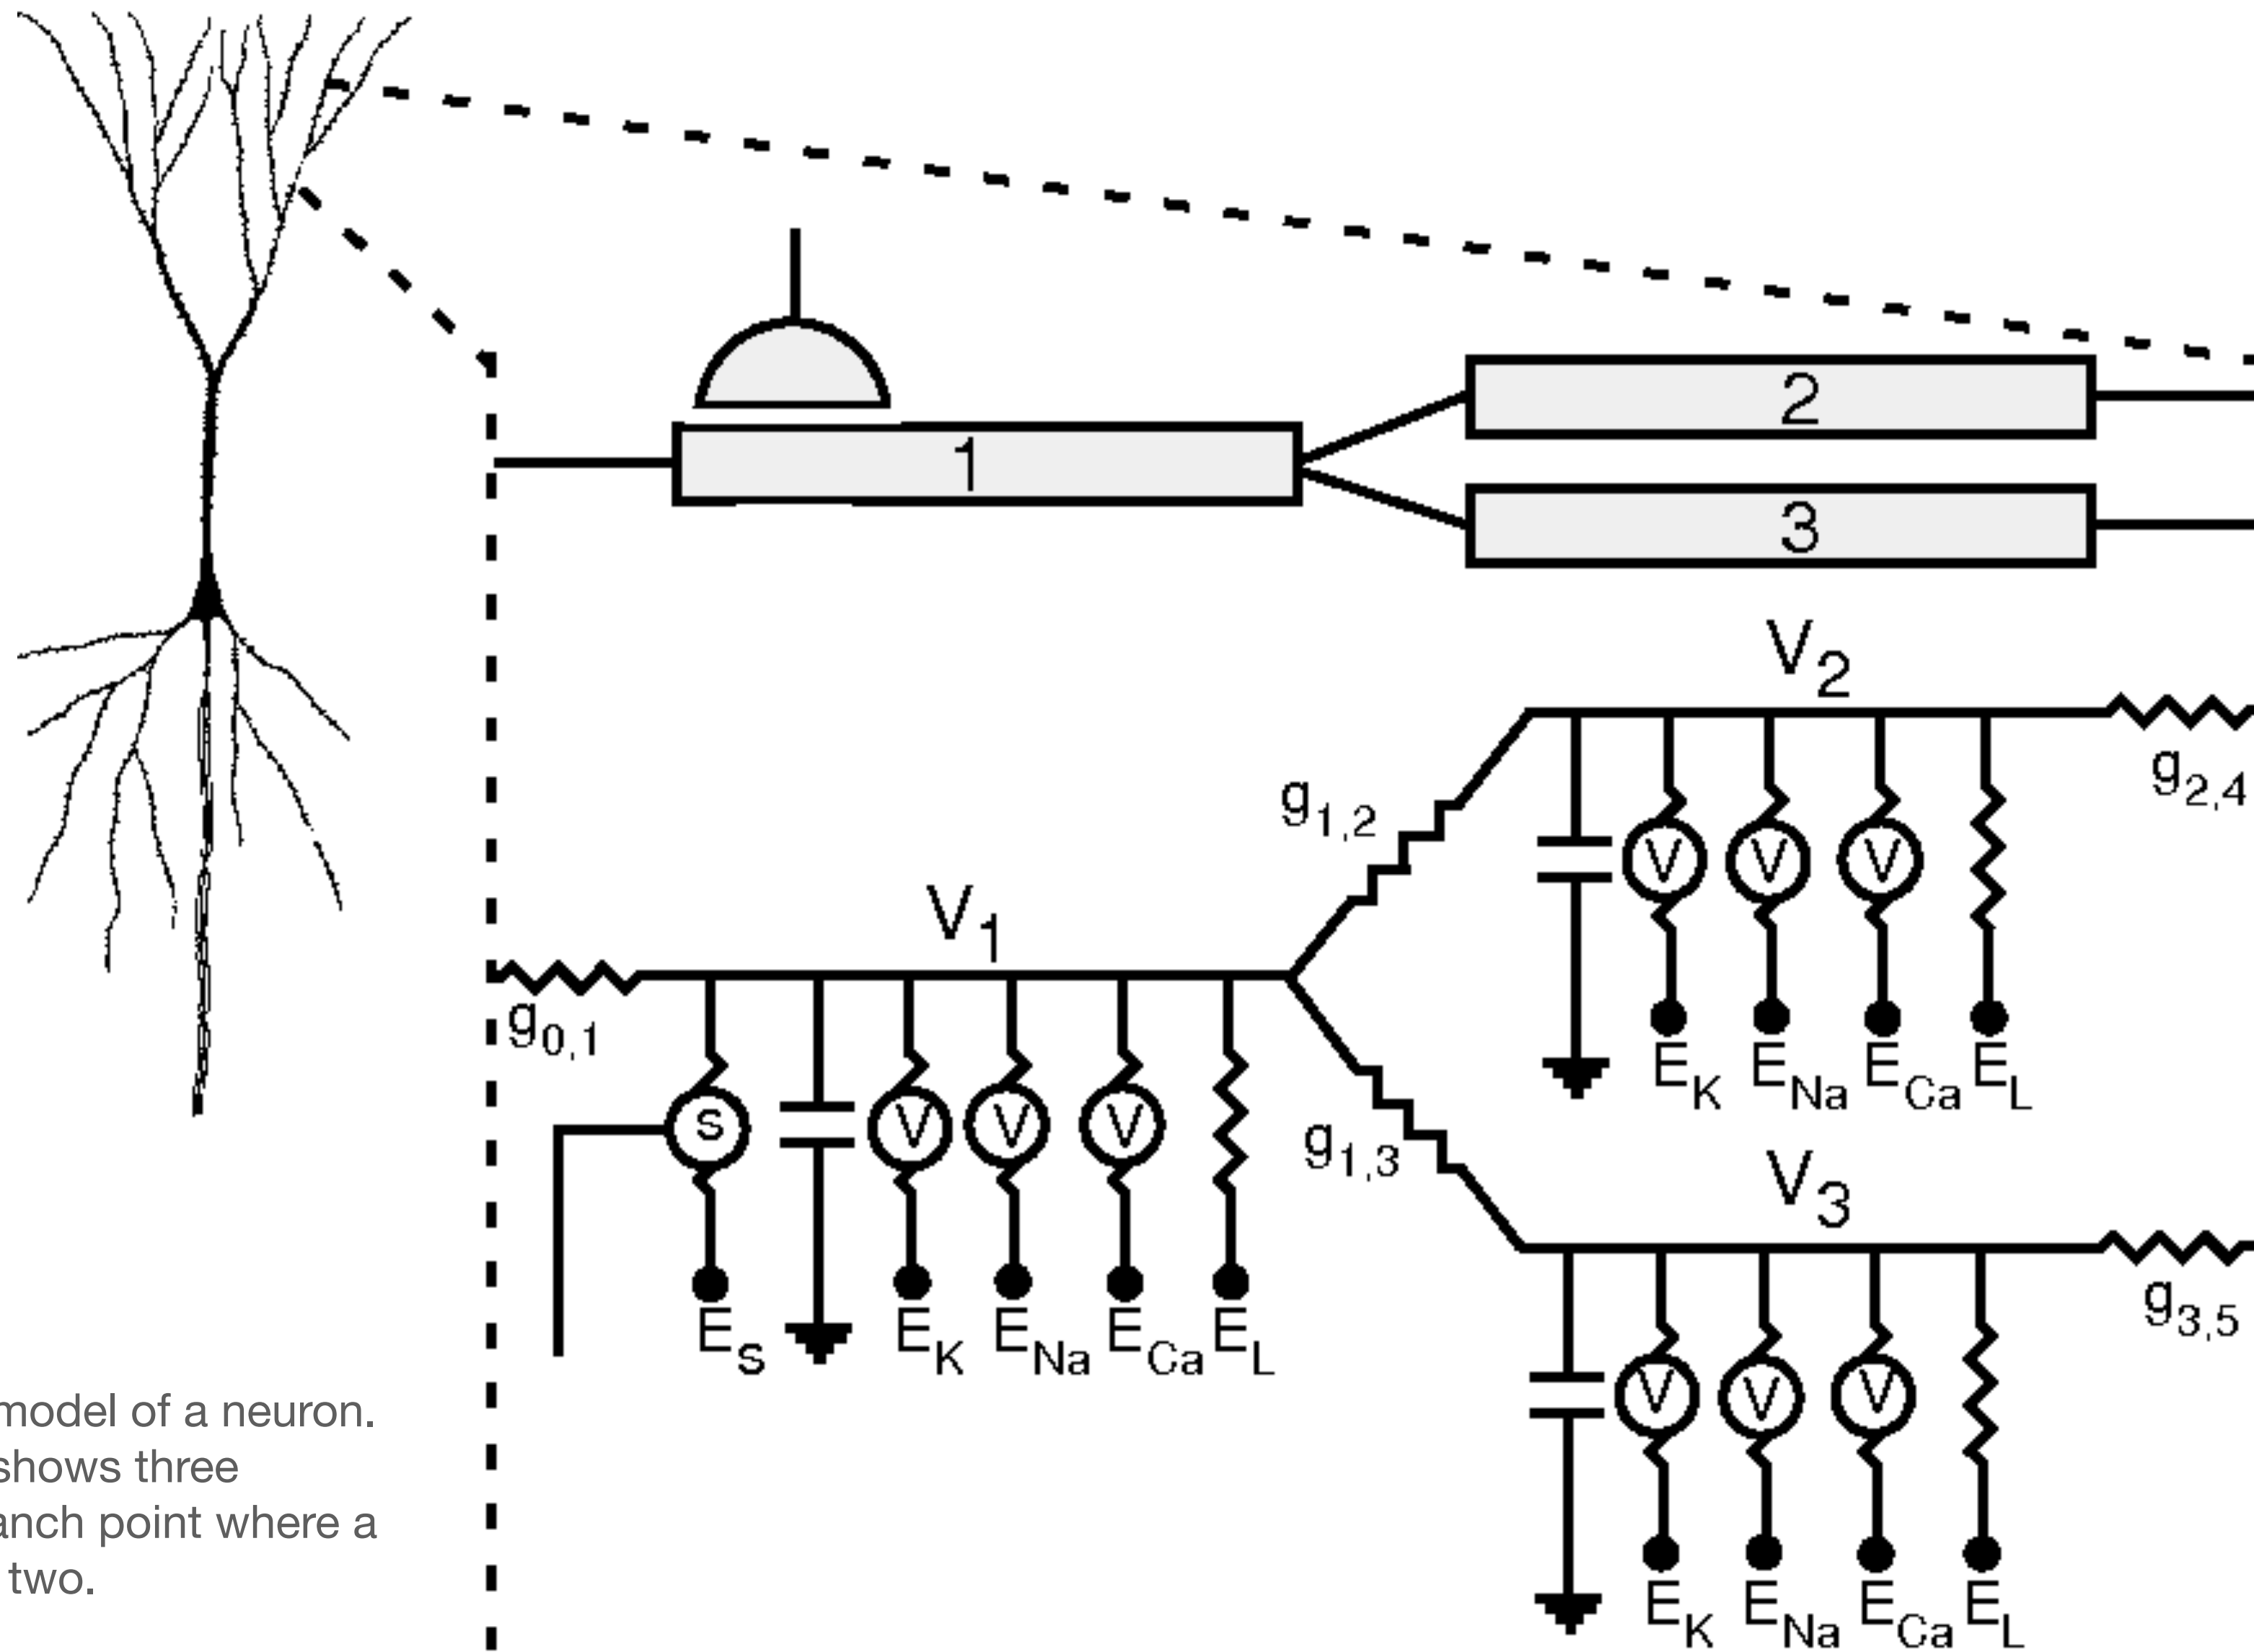 1
2
3
V2
g2,4
g1,2
V V V
V1
g0,1
EK ENa ECa EL
s V V V
g1,3
V3
ES EK ENa ECa EL
g3,5
V V V
model of a neuron.
shows three
anch point where a
two.
EK ENa ECa EL